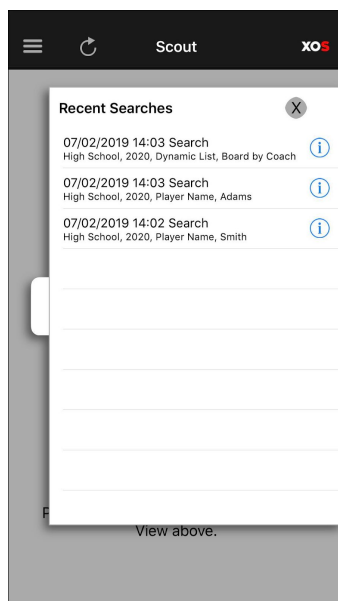 Scout
XOS
Recent Searches
X
07/02/2019 14:03 Search
High School, 2020, Dynamic List, Board by Coach
07/02/2019 14:03 Search
High School, 2020, Player Name, Adams
07/02/2019 14:02 Search
High School, 2020, Player Name, Smith
View above.